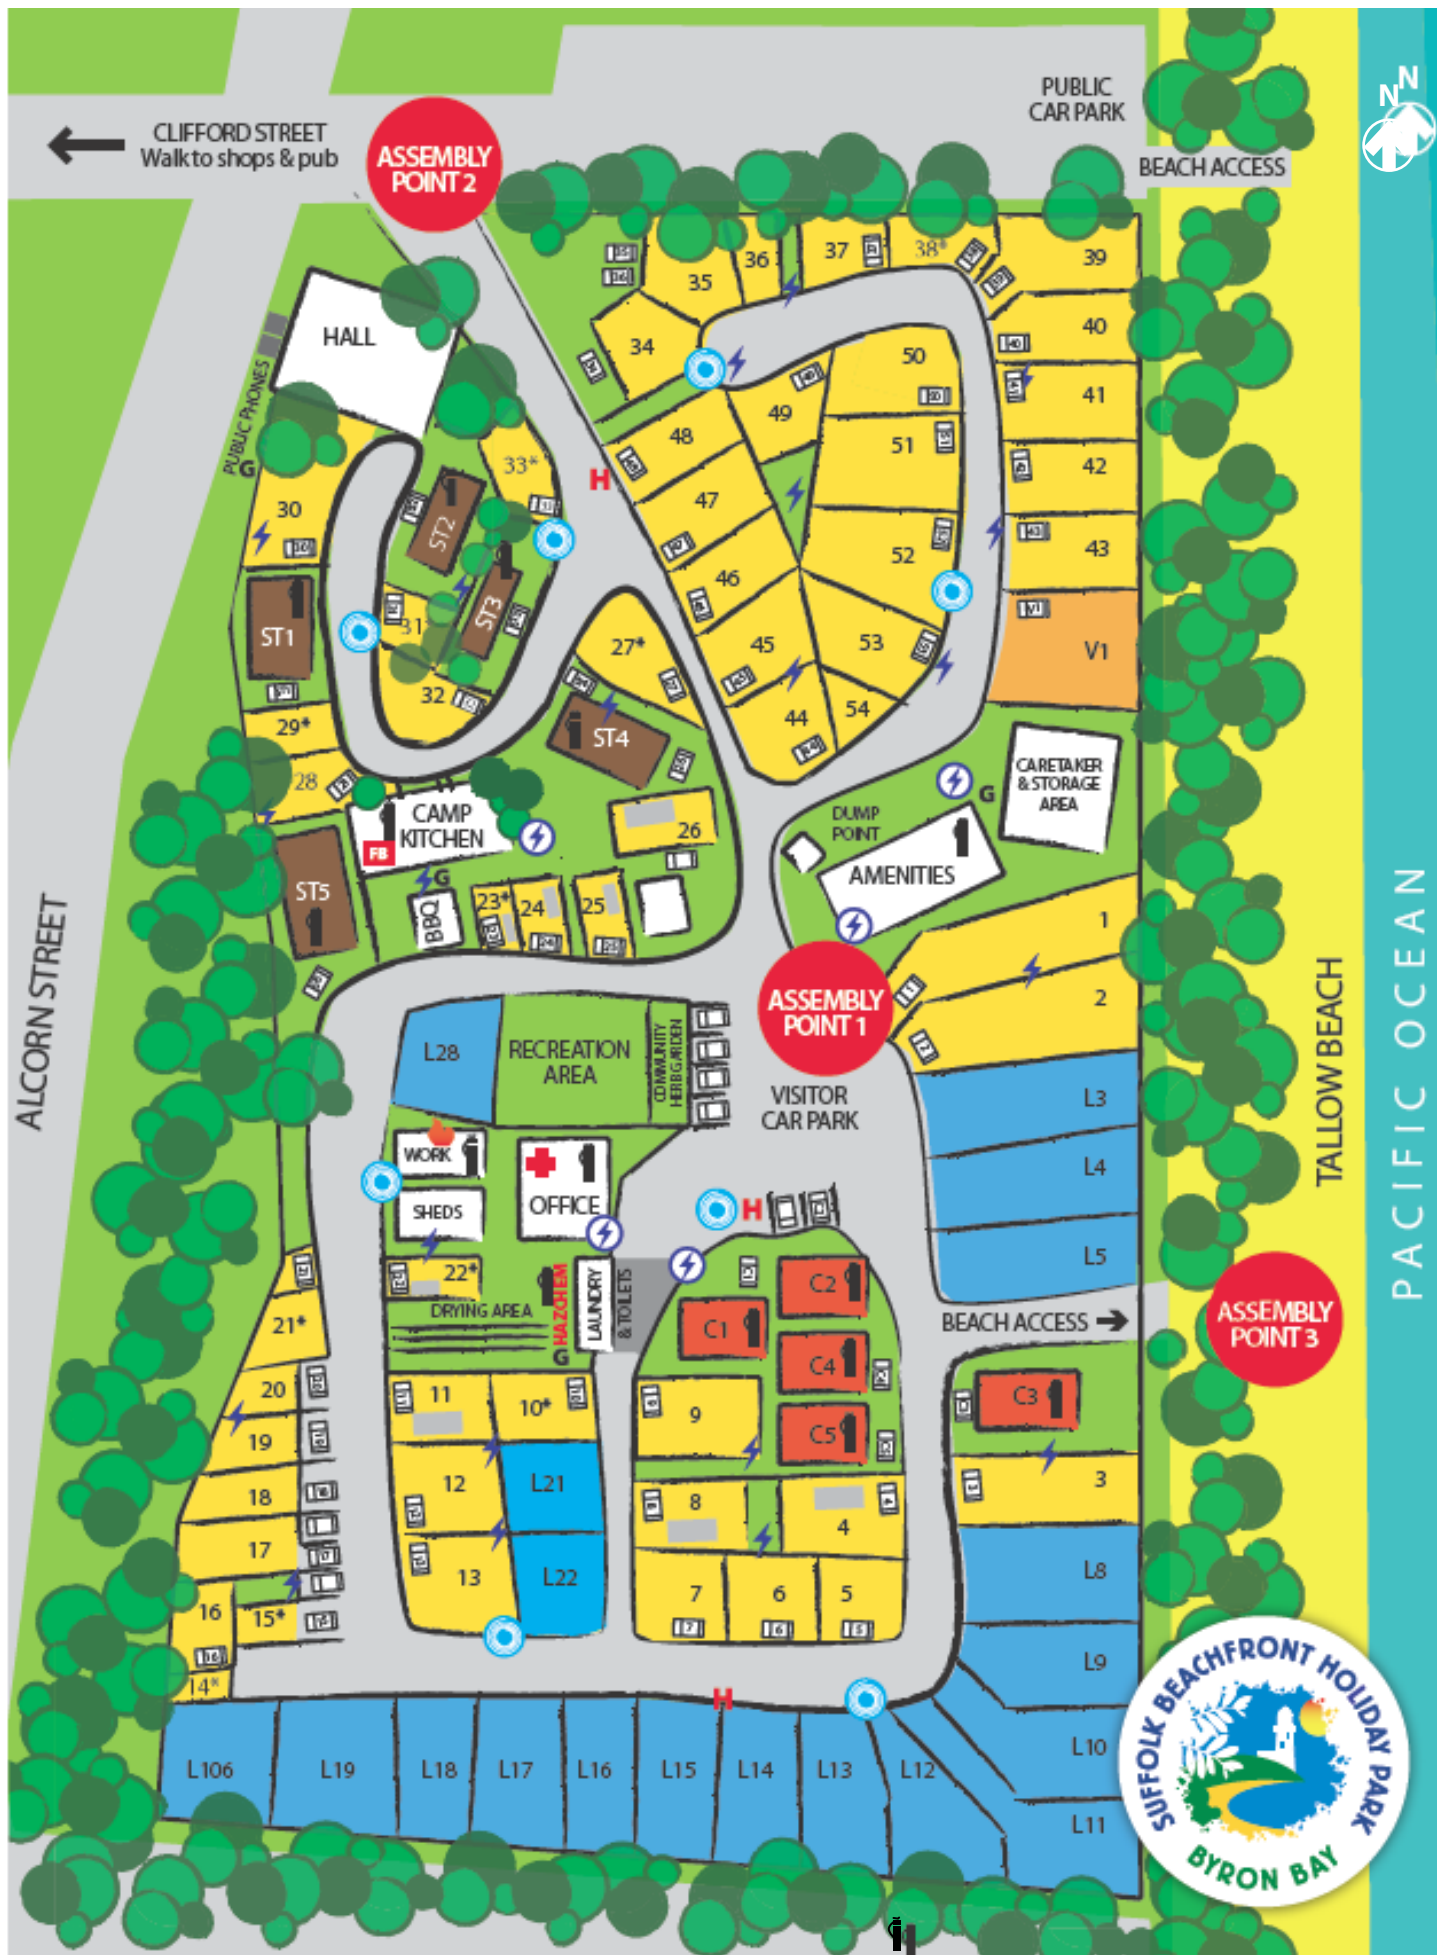 N N
PUBLIC
CAR PARK
CLIFFORD STREET
Walk to shops & pub
ASSEMBLY
POINT 2
BEACH ACCESS
35
36
37
38*
39
34
40
HALL
PUBLIC PHONES
G
50
49
41
48
51
42
33*
H
47
30
ST2
52
43
46
ST3
ST1
31
27*
45
53
V1
32
29*
44
54
ST4
28
CARETAKER
& STORAGE
AREA
G
DUMP
POINT
CAMP
KITCHEN
FB
26
AMENITIES
G
ST5
BBQ
23*
24
25
1
2
ASSEMBLY
POINT 1
VISITOR
CAR PARK
L28
RECREATION
AREA
COMMUNITY
HERB GARDEN
ALCORN STREET
TALLOW BEACH
PACIFIC OCEAN
L3
L4
L5
WORK
SHEDS
OFFICE
H
22*
DRYING AREA
HAZCHEM
G
LAUNDRY
& TOILETS
C2
C1
C4
C5
BEACH ACCESS
ASSEMBLY
POINT 3
C3
21*
20
19
18
17
16
15*
14*
11
10*
12
L21
13
L22
9
8
4
7
6
5
3
L8
L9
L10
L11
H
L106
L19
L18
L17
L16
L15
L14
L13
L12
SUFFOLK BEACHFRONT HOLIDAY PARK
BYRON BAY